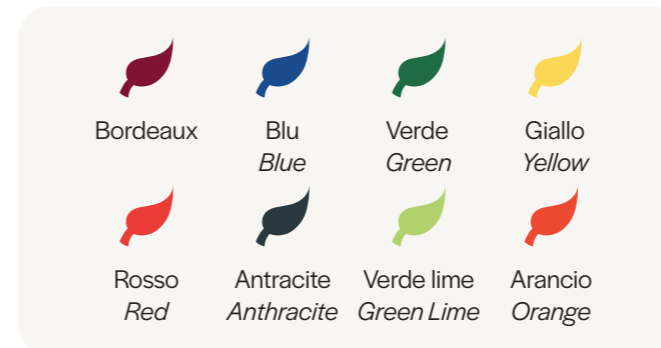 Bordeaux
Blu
Blue
Verde
Green
Giallo
Yellow
Rosso
Red
Antracite
Anthracite
Verde lime
Green Lime
Arancio
Orange